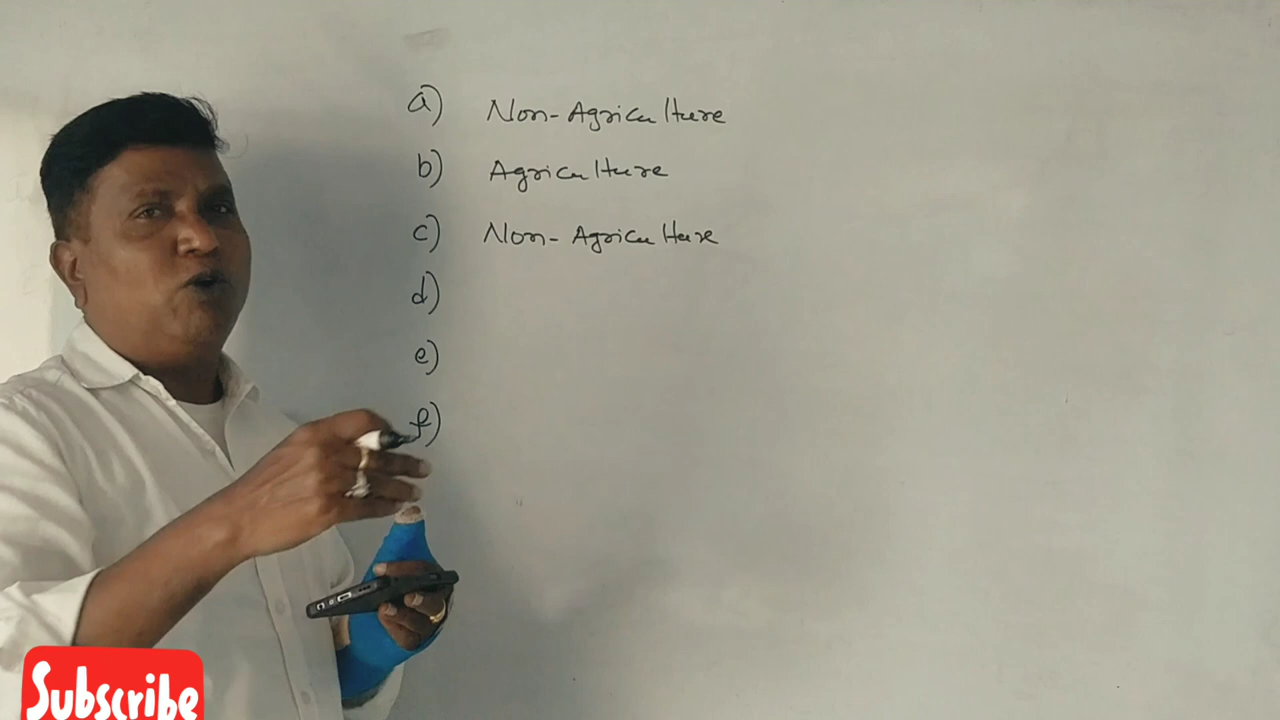 a) Non-Agriculture
b) Agriculture
c) Non-Agriculture
d)
e)
f)
Subscribe